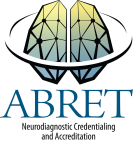 ABRET
Neurodiagnostic Credentialing
and Accreditation